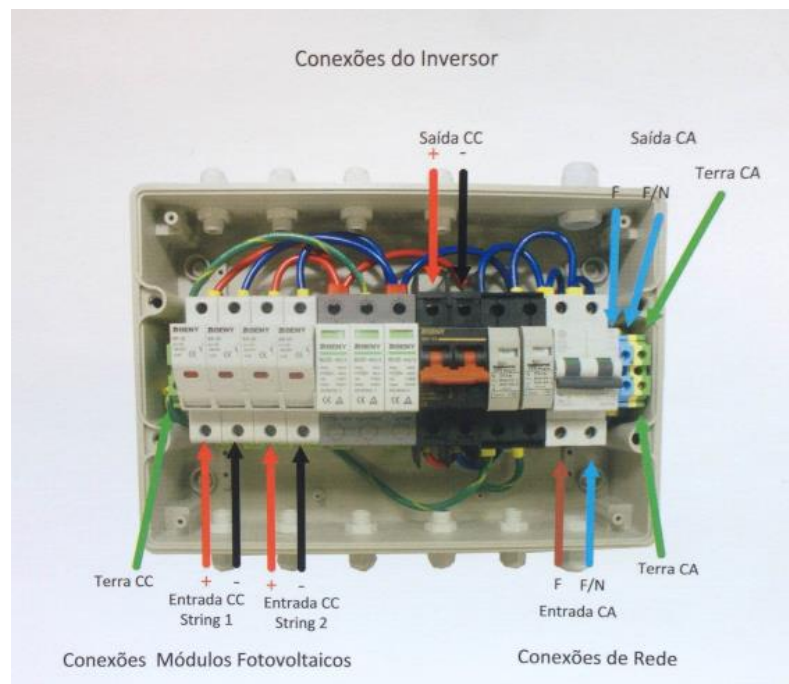 Conexões do Inversor
Saída CC
+ -
Saída CA
Terra CA
F F/N
BENY
Terra CC
+ - + -
Entrada CC
String 1
Entrada CC
String 2
F F/N
Entrada CA
Terra CA
Conexões Módulos Fotovoltaicos
Conexões de Rede